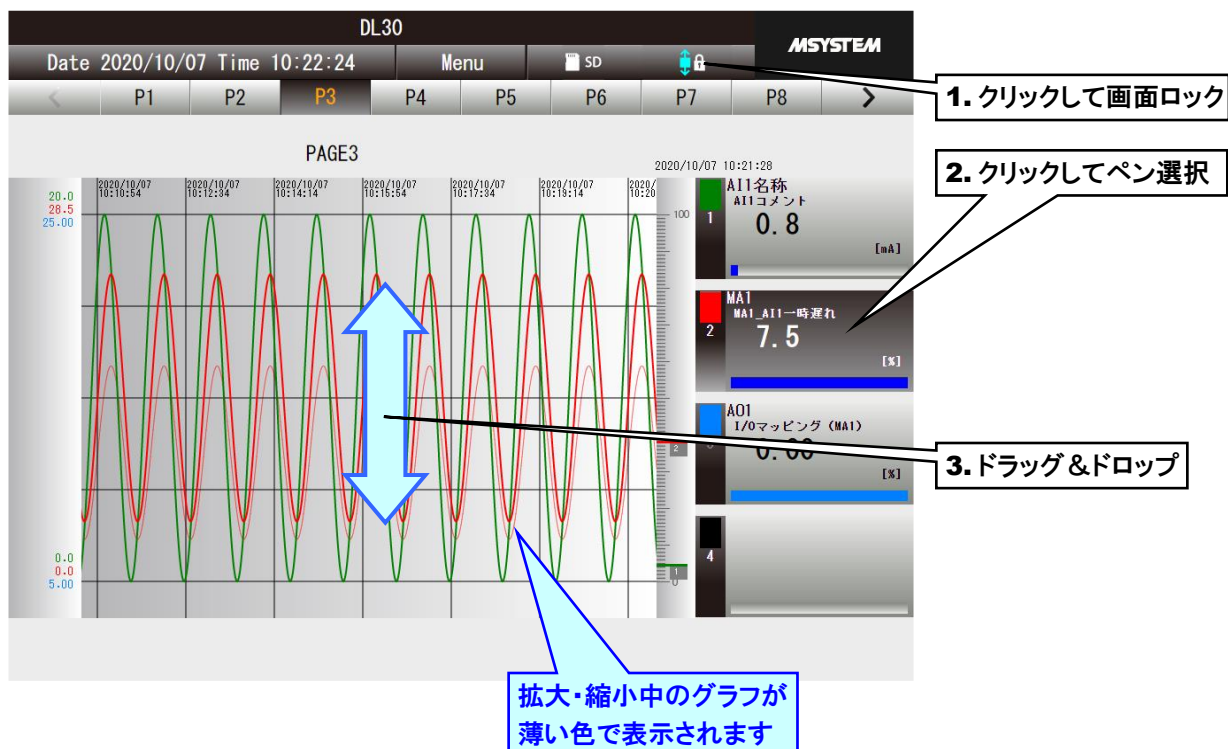 DL30
MSYSTEM
Date 2020/10/07 Time 10:22:24 Menu SD
< P1 P2 P3 P4 P5 P6 P7 P8 >
1. クリックして画面ロック
PAGE3
2020/10/07 10:21:28
2020/10/07 2020/10/07 2020/10/07 2020/10/07 2020/10/07 2020/10/07 2020/
10:10:54 10:12:34 10:14:14 10:15:54 10:17:34 10:19:14 10:20
20.0
28.5
25.00
100
0.0
0.0
5.00
2
1
0
1
AI1名称
AI1コメント
0.8
[mA]
2. クリックしてペン選択
2
MA1
MA1_AI1一時遅れ
7.5
[%]
AO1
I/Oマッピング (MA1)
0.00
[%]
3. ドラッグ&ドロップ
4
拡大・縮小中のグラフが
薄い色で表示されます